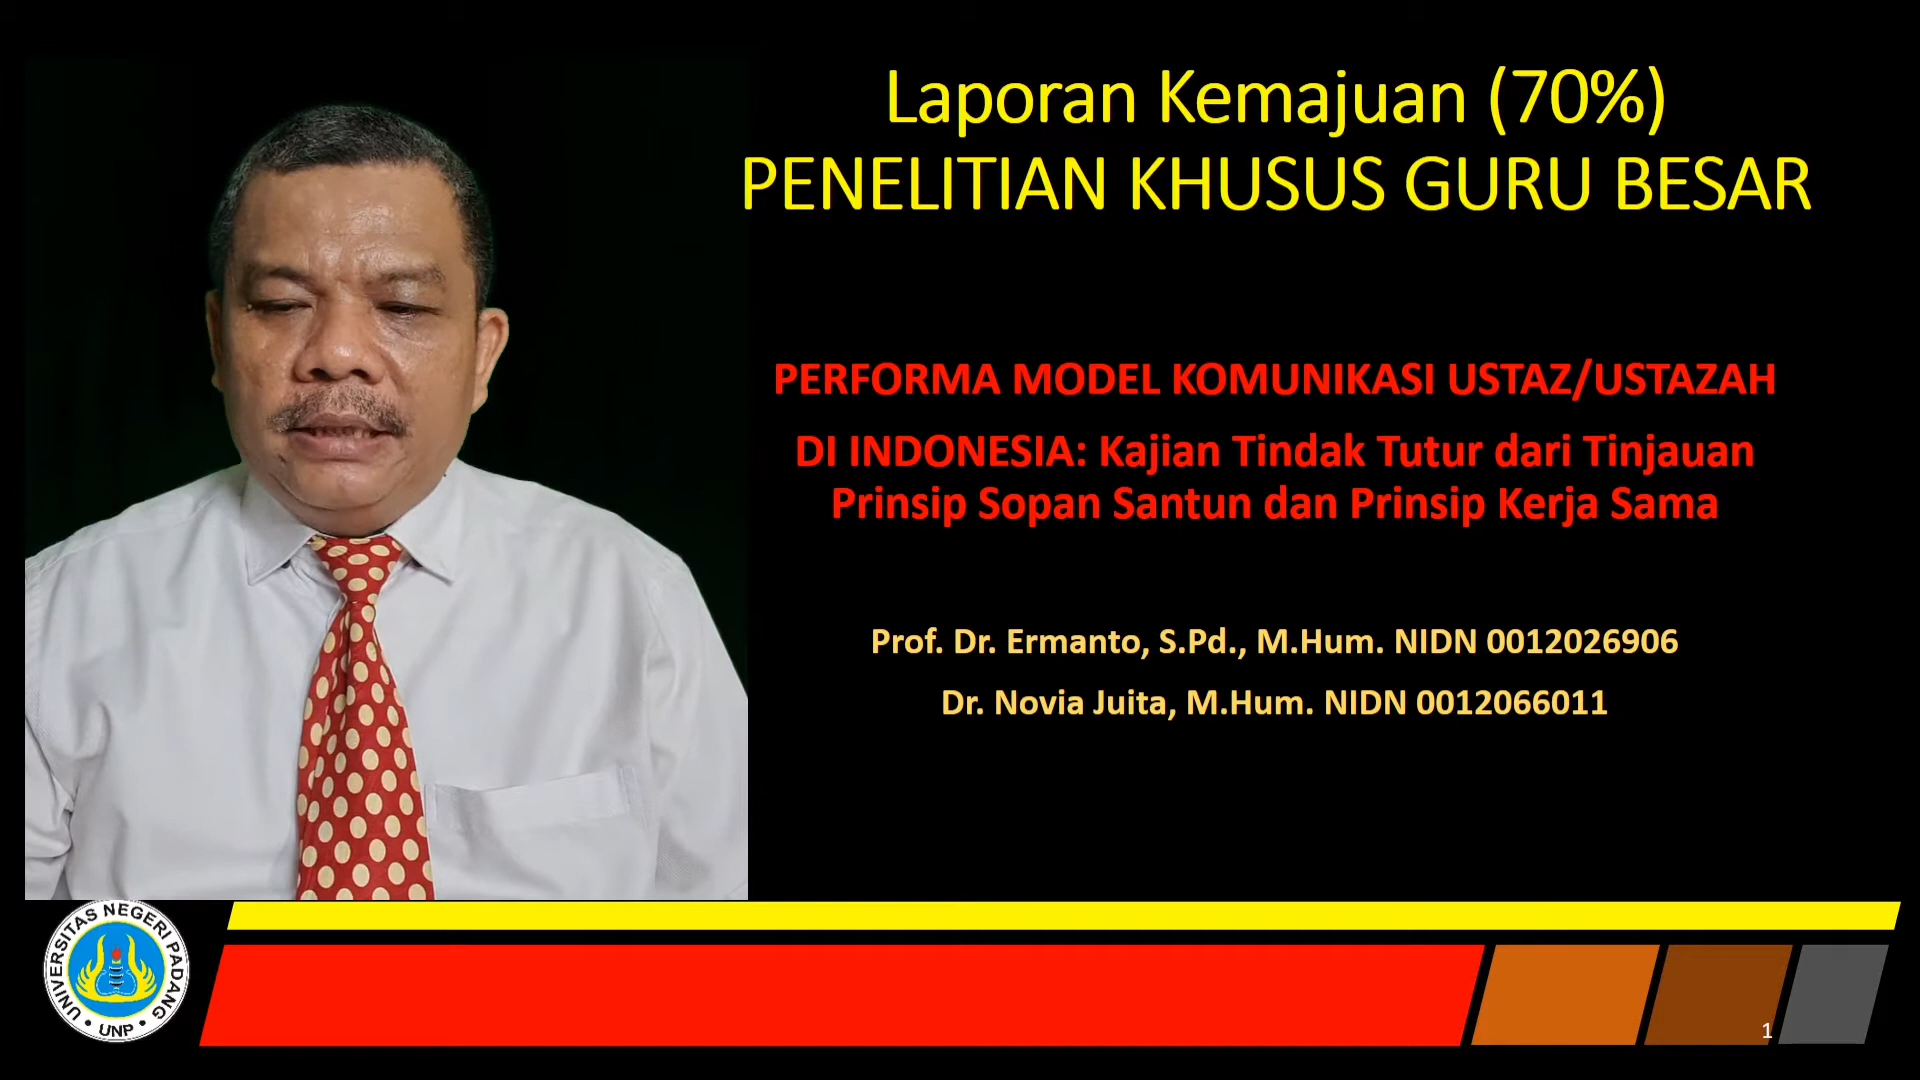 Laporan Kemajuan (70%)
PENELITIAN KHUSUS GURU BESAR
PERFORMA MODEL KOMUNIKASI USTAZ/USTAZAH
DI INDONESIA: Kajian Tindak Tutur dari Tinjauan
Prinsip Sopan Santun dan Prinsip Kerja Sama
Prof. Dr. Ermanto, S.Pd., M.Hum. NIDN 0012026906
Dr. Novia Juita, M.Hum. NIDN 0012066011
UNIVERSITAS NEGERI PADANG
• UNP •
1